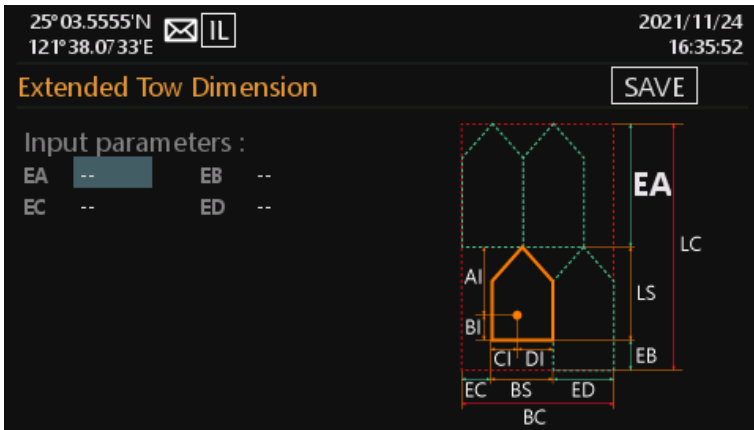 25°03.5555'N IL 2021/11/24
121°38.0733'E 16:35:52
Extended Tow Dimension SAVE
Input parameters :
EA -- EB --
EC -- ED --
EA
LC
AI
LS
BI
CI DI EB
EC BS ED
BC